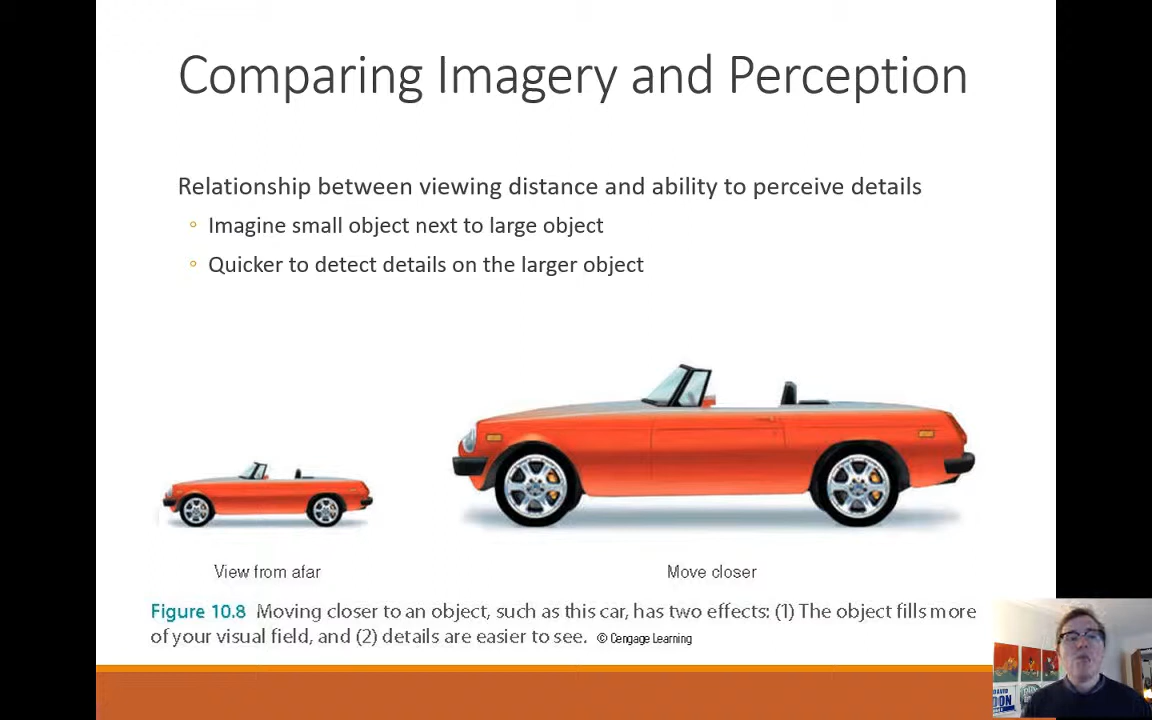 Comparing Imagery and Perception
Relationship between viewing distance and ability to perceive details
Imagine small object next to large object
Quicker to detect details on the larger object
View from afar
Move closer
Figure 10.8 Moving closer to an object, such as this car, has two effects: (1) The object fills more
of your visual field, and (2) details are easier to see. © Cengage Learning
DAVID